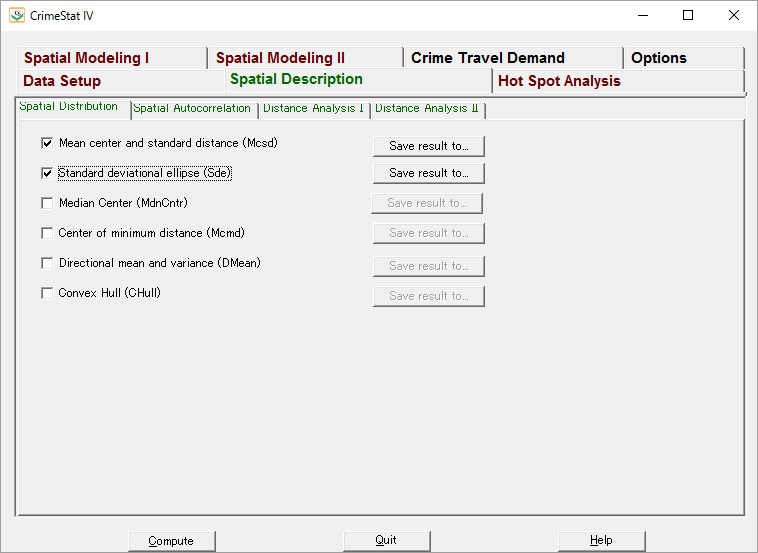 CrimeStat IV
Spatial Modeling I Spatial Modeling II Crime Travel Demand Options
Data Setup Spatial Description Hot Spot Analysis
Spatial Distribution Spatial Autocorrelation Distance Analysis I Distance Analysis II
Mean center and standard distance (Mcsd) Save result to...
Standard deviational ellipse (Sde) Save result to...
Median Center (MdnCntr) Save result to...
Center of minimum distance (Mcmd) Save result to...
Directional mean and variance (DMean) Save result to...
Convex Hull (CHull) Save result to...
Compute Quit Help